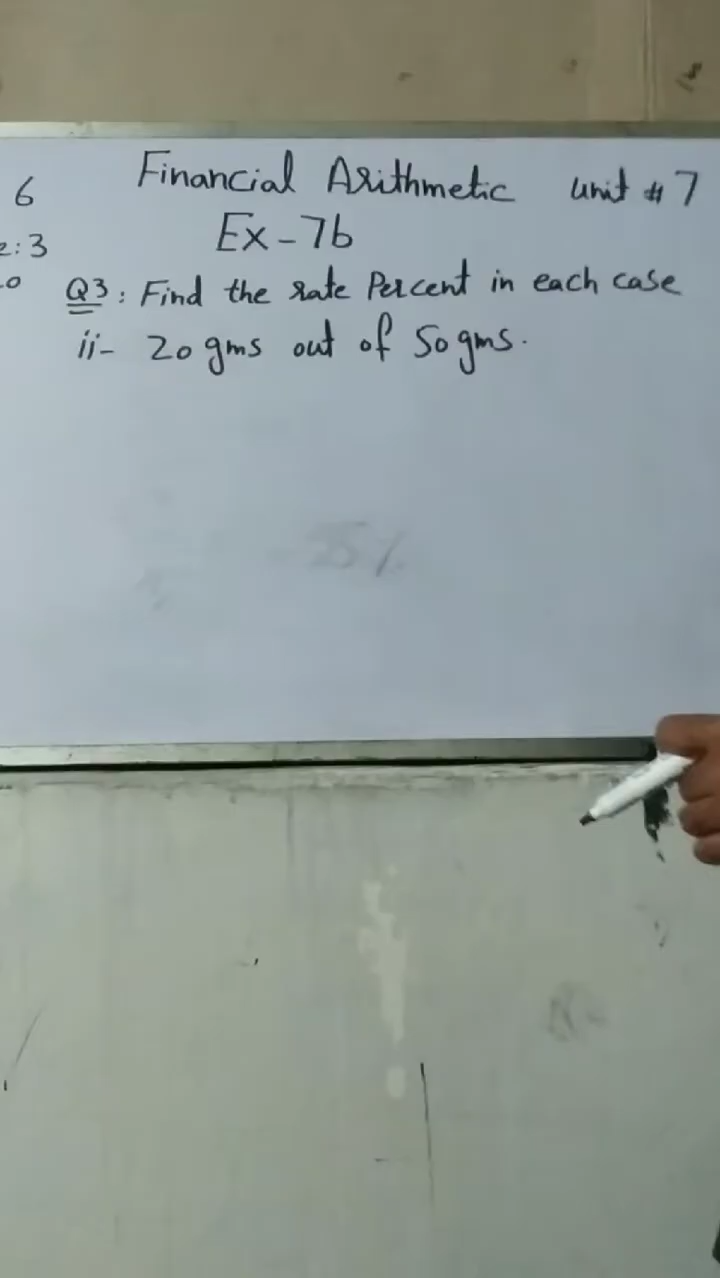 Financial Arithmetic unit # 7
6
Ex-7b
2:3
Q3: Find the rate Percent in each case
ii- 20 gms out of 50 gms.